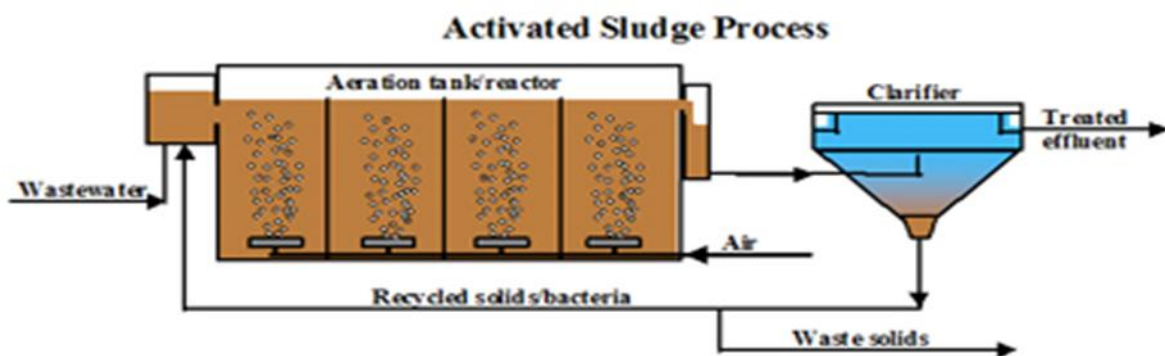 Activated Sludge Process
Aeration tank/reactor
Clarifier
Treated
effluent
Wastewater
Air
Recycled solids/bacteria
Waste solids